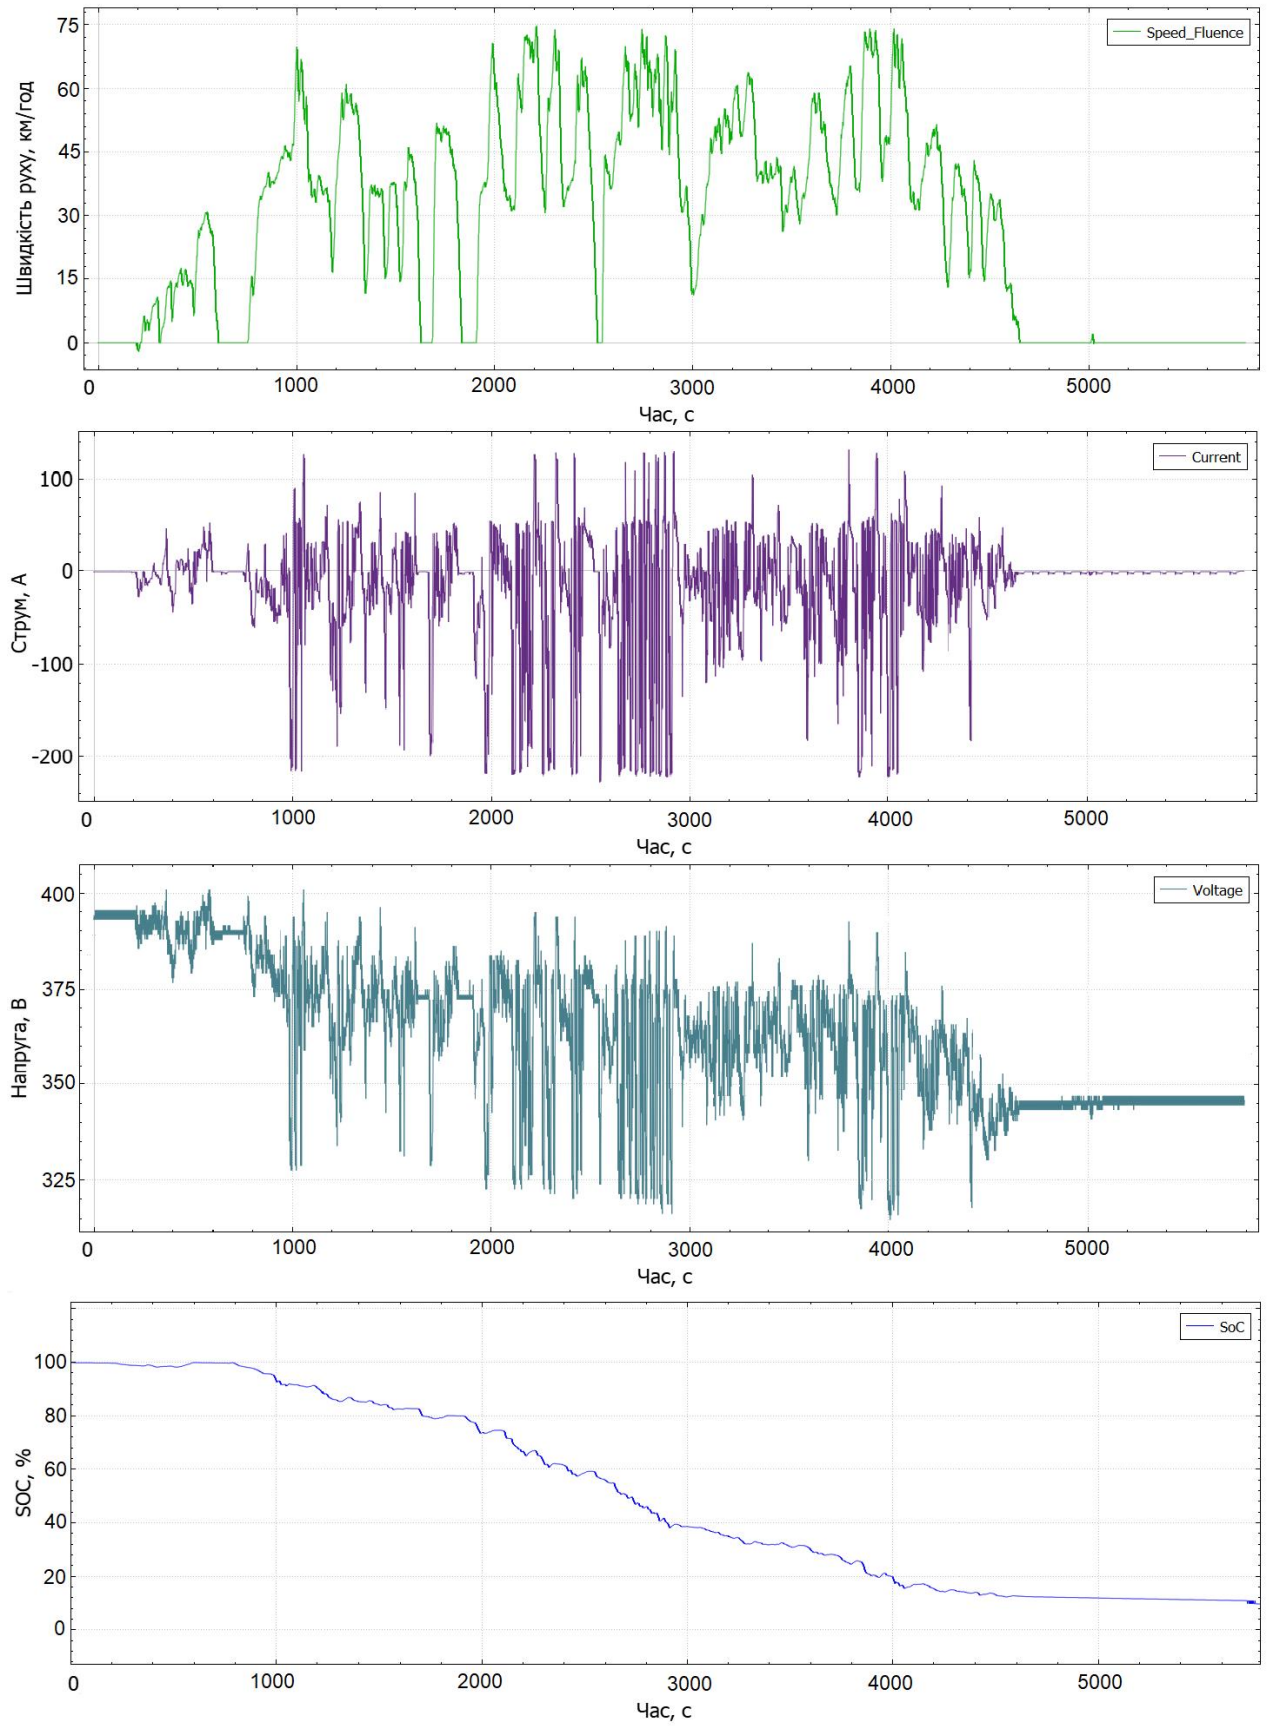 75
60
45
30
15
0
Швидкість руху, км/год
Speed_Fluence
0 1000 2000 3000 4000 5000
Час, с
100
0
-100
-200
Струм, А
Current
0 1000 2000 3000 4000 5000
Час, с
400
375
350
325
Напруга, В
Voltage
0 1000 2000 3000 4000 5000
Час, с
100
80
60
40
20
0
SOC, %
SoC
0 1000 2000 3000 4000 5000
Час, с